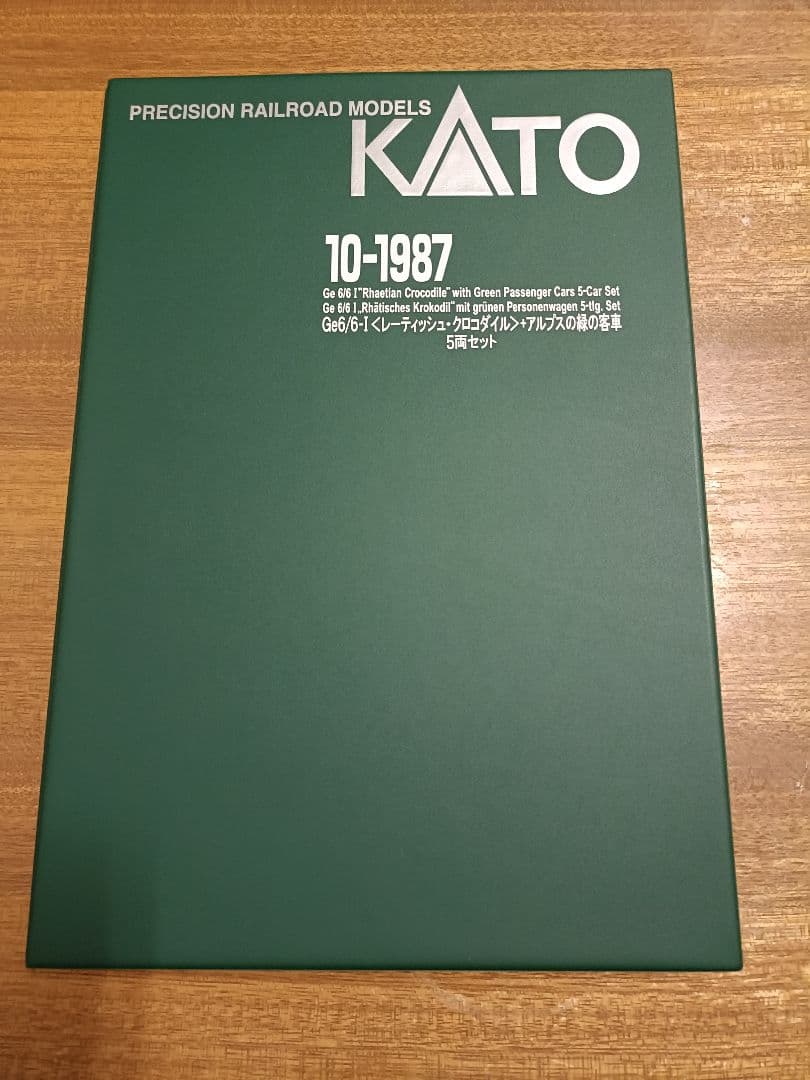 PRECISION RAILROAD MODELS
KATO
10-1987
Ge 6/6 I "Rhaetian Crocodile" with Green Passenger Cars 5-Car Set
Ge 6/6 I „Rhätisches Krokodil“ mit grünen Personenwagen 5-tlg. Set
Ge6/6-I<レーティッシュ・クロコダイル>+アルプスの緑の客車
5両セット